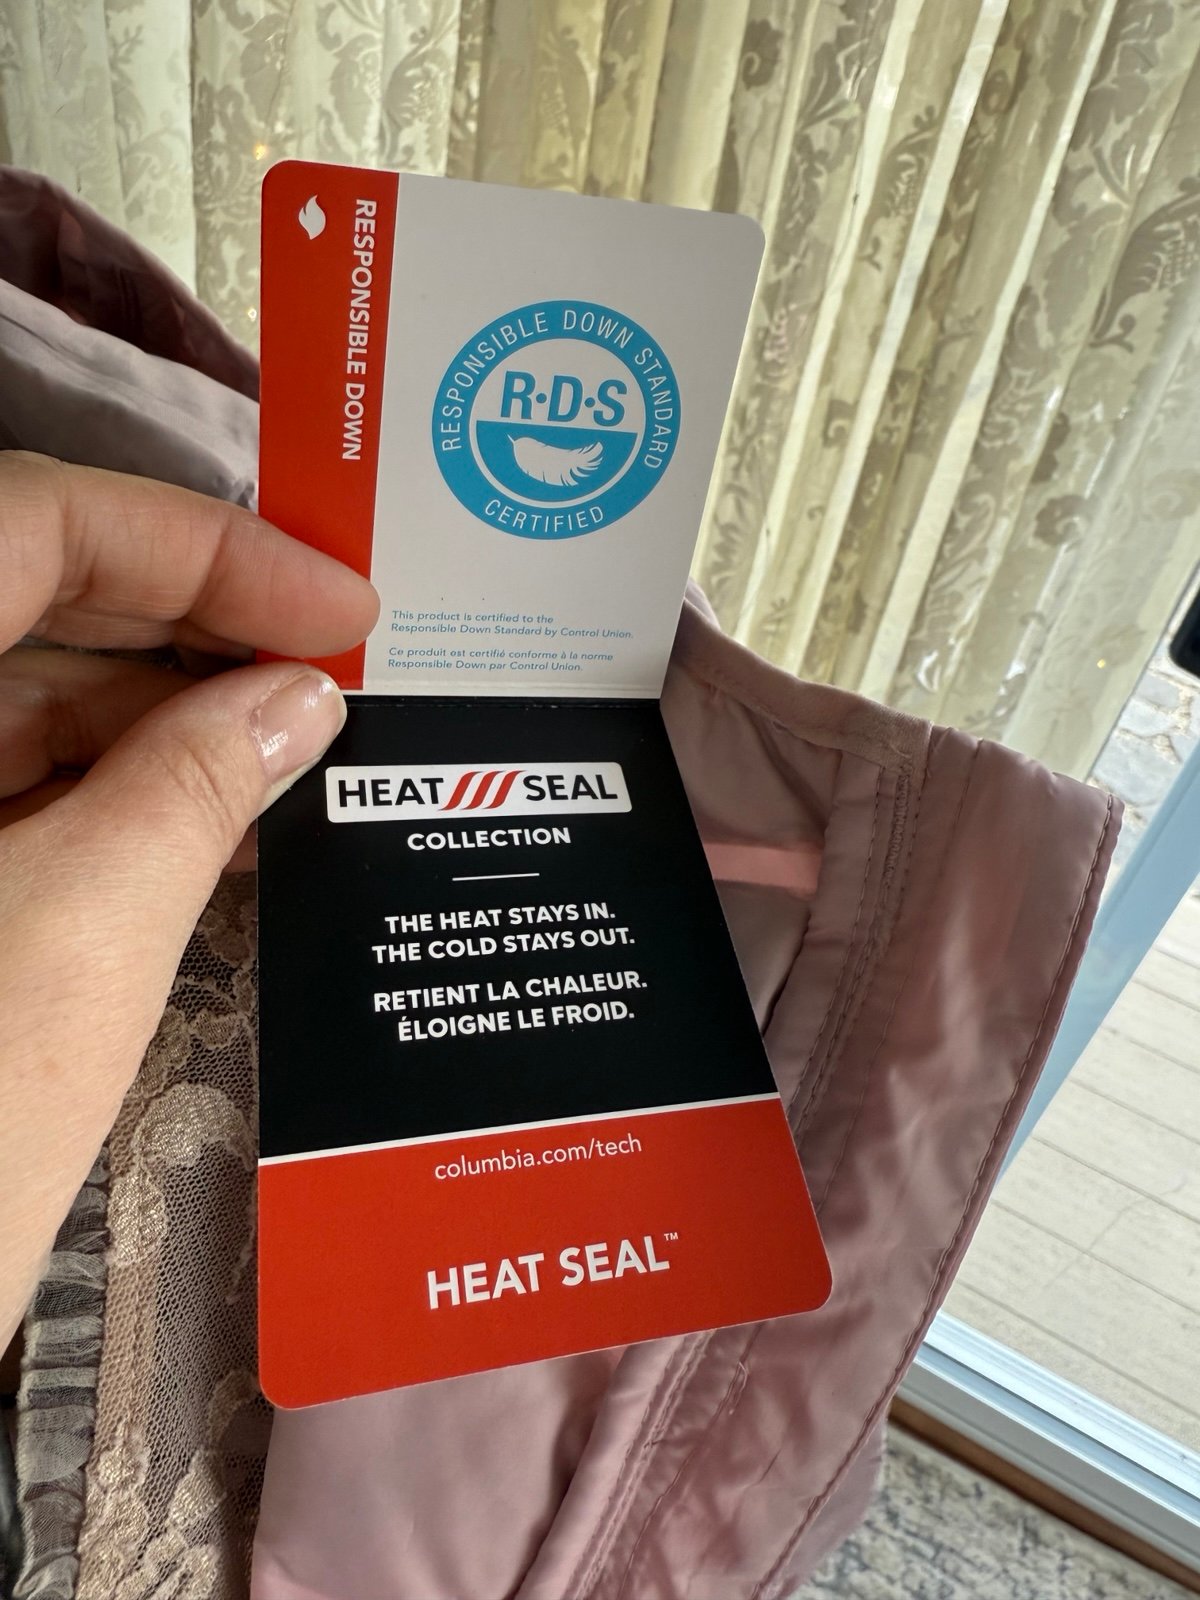 RESPONSIBLE DOWN
RESPONSIBLE DOWN STANDARD
R·D·S
CERTIFIED
This product is certified to the
Responsible Down Standard by Control Union.
Ce produit est certifié conforme à la norme
Responsible Down par Control Union.
HEAT SEAL
COLLECTION
THE HEAT STAYS IN.
THE COLD STAYS OUT.
RETIENT LA CHALEUR.
ÉLOIGNE LE FROID.
columbia.com/tech
HEAT SEAL™